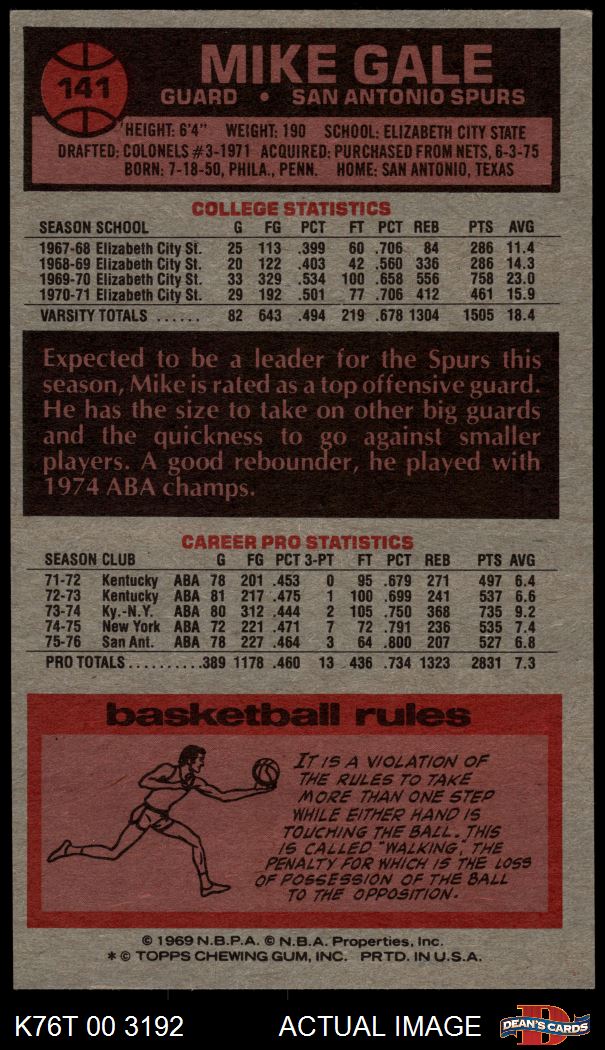 141
MIKE GALE
GUARD • SAN ANTONIO SPURS
HEIGHT: 6'4" WEIGHT: 190 SCHOOL: ELIZABETH CITY STATE
DRAFTED: COLONELS #3-1971 ACQUIRED: PURCHASED FROM NETS, 6-3-75
BORN: 7-18-50, PHILA., PENN. HOME: SAN ANTONIO, TEXAS
COLLEGE STATISTICS
SEASON SCHOOL G FG PCT FT PCT REB PTS AVG
1967-68 Elizabeth City St. 25 113 .399 60 .706 84 286 11.4
1968-69 Elizabeth City St. 20 122 .403 42 .560 336 286 14.3
1969-70 Elizabeth City St. 33 329 .534 100 .658 556 758 23.0
1970-71 Elizabeth City St. 29 192 .501 77 .706 412 461 15.9
VARSITY TOTALS ...... 82 643 .494 219 .678 1304 1505 18.4
Expected to be a leader for the Spurs this
season, Mike is rated as a top offensive guard.
He has the size to take on other big guards
and the quickness to go against smaller
players. A good rebounder, he played with
1974 ABA champs.
CAREER PRO STATISTICS
SEASON CLUB G FG PCT 3-PT FT PCT REB PTS AVG
71-72 Kentucky ABA 78 201 .453 0 95 .679 271 497 6.4
72-73 Kentucky ABA 81 217 .475 1 100 .699 241 537 6.6
73-74 Ky.-N.Y. ABA 80 312 .444 2 105 .750 368 735 9.2
74-75 New York ABA 72 221 .471 7 72 .791 236 535 7.4
75-76 San Ant. ABA 78 227 .464 3 64 .800 207 527 6.8
PRO TOTALS..........389 1178 .460 13 436 .734 1323 2831 7.3
basketball rules
IT IS A VIOLATION OF
THE RULES TO TAKE
MORE THAN ONE STEP
WHILE EITHER HAND IS
TOUCHING THE BALL. THIS
IS CALLED "WALKING," THE
PENALTY FOR WHICH IS THE LOSS
OF POSSESSION OF THE BALL
TO THE OPPOSITION.
© 1969 N.B.P.A. © N.B.A. Properties, Inc.
* © TOPPS CHEWING GUM, INC. PRTD. IN U.S.A.
K76T 00 3192 ACTUAL IMAGE
D
DEAN'S CARDS